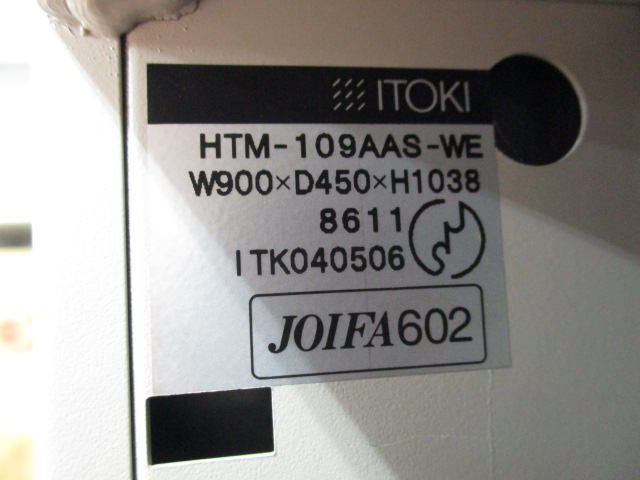 ITOKI
HTM-109AAS-WE
W900×D450×H1038
8611
ITK040506
JOIFA602